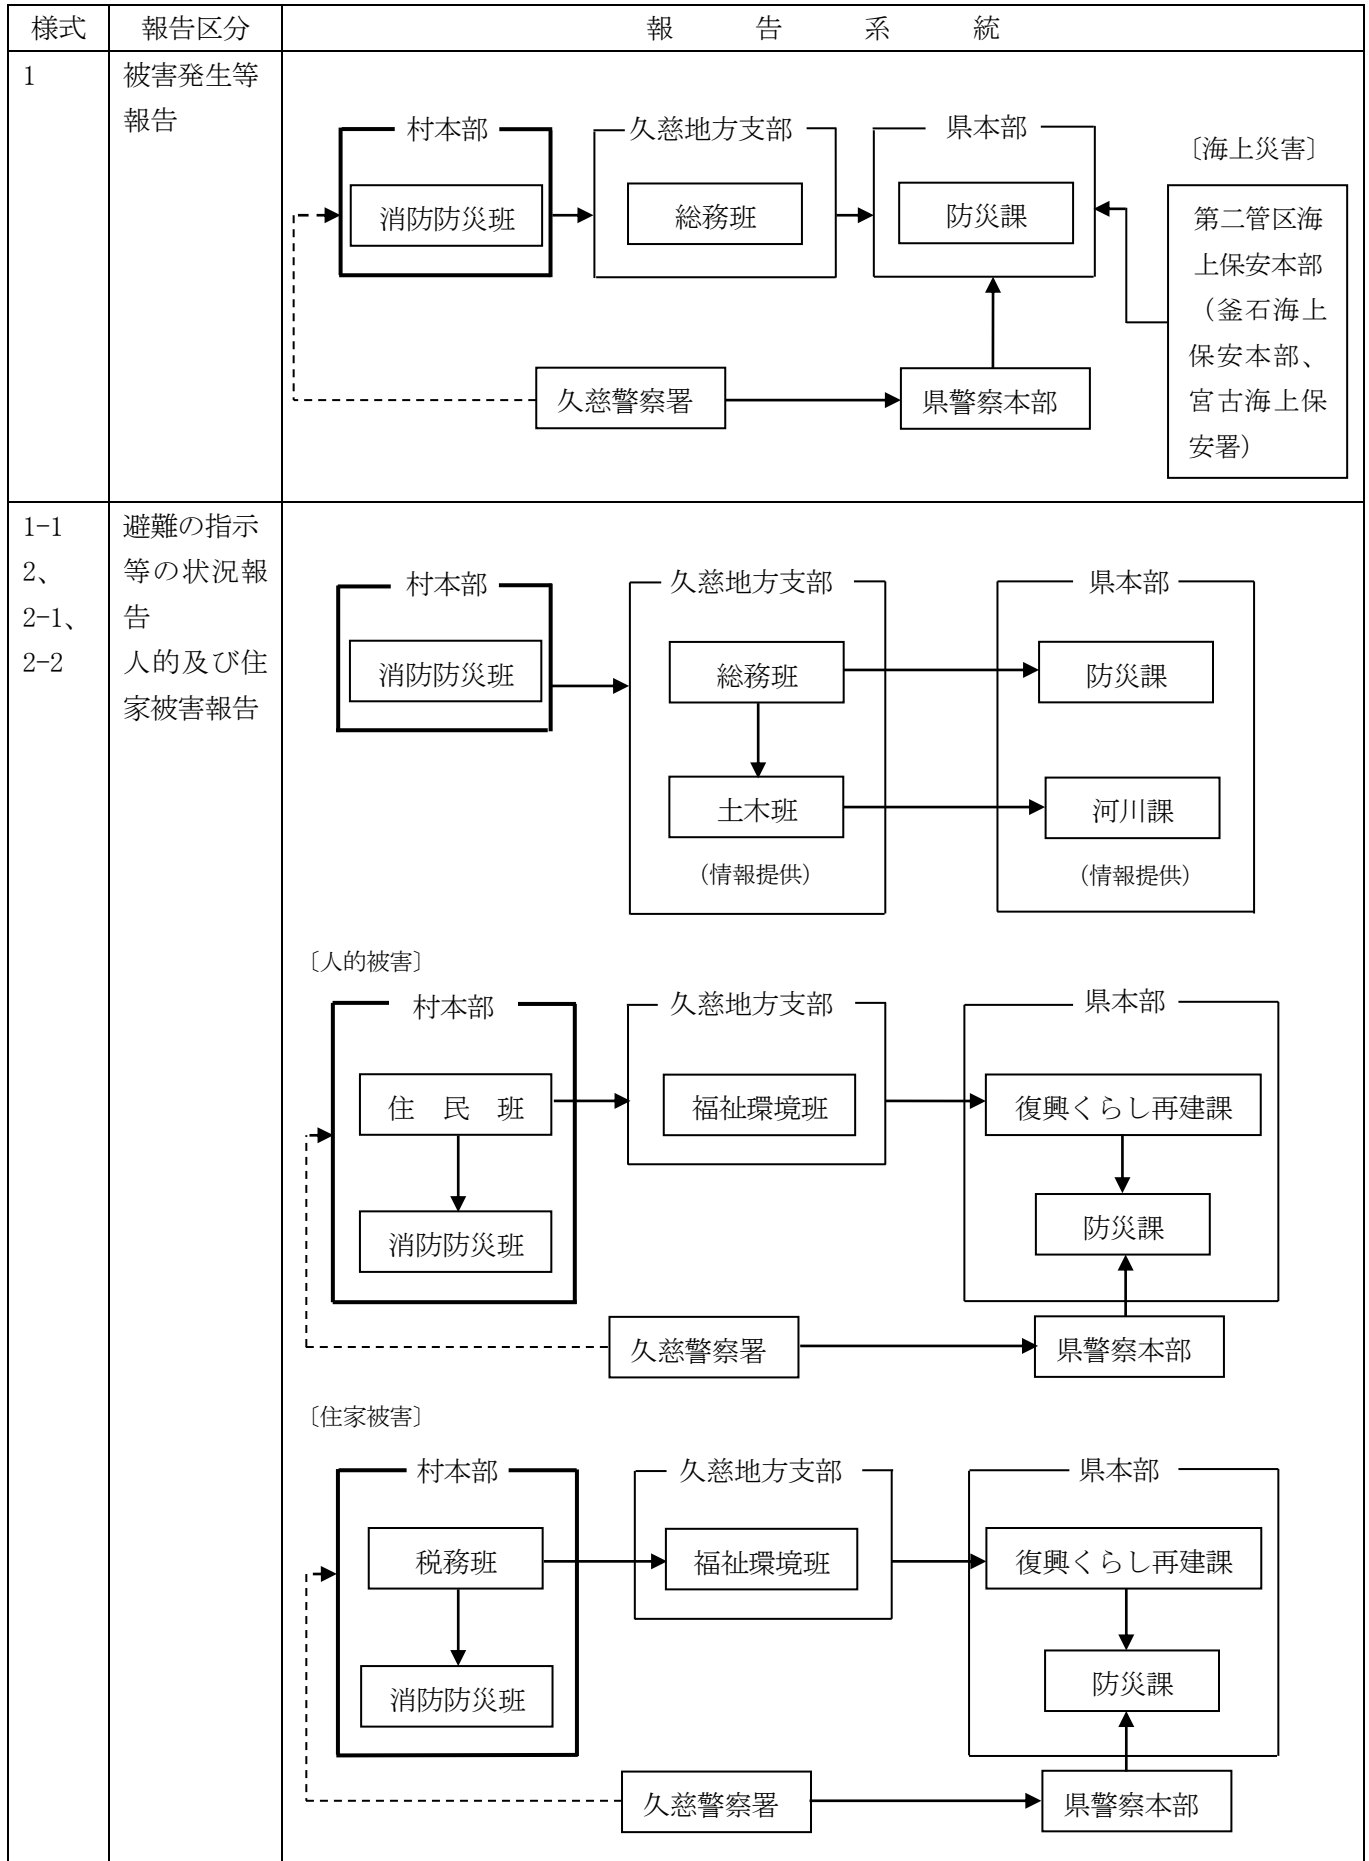 様式 報告区分 報告系統
1 被害発生等
報告
村本部 久慈地方支部 県本部
〔海上災害〕
消防防災班 総務班 防災課
第二管区海
上保安本部
（釜石海上
保安本部、
宮古海上保
安署）
久慈警察署 県警察本部
1-1
2、
2-1、
2-2
避難の指示
等の状況報
告
人的及び住
家被害報告
村本部 久慈地方支部 県本部
消防防災班 総務班 防災課
土木班 河川課
（情報提供） （情報提供）
〔人的被害〕
村本部 久慈地方支部 県本部
住民班 福祉環境班 復興くらし再建課
消防防災班 防災課
久慈警察署 県警察本部
〔住家被害〕
村本部 久慈地方支部 県本部
税務班 福祉環境班 復興くらし再建課
消防防災班 防災課
久慈警察署 県警察本部